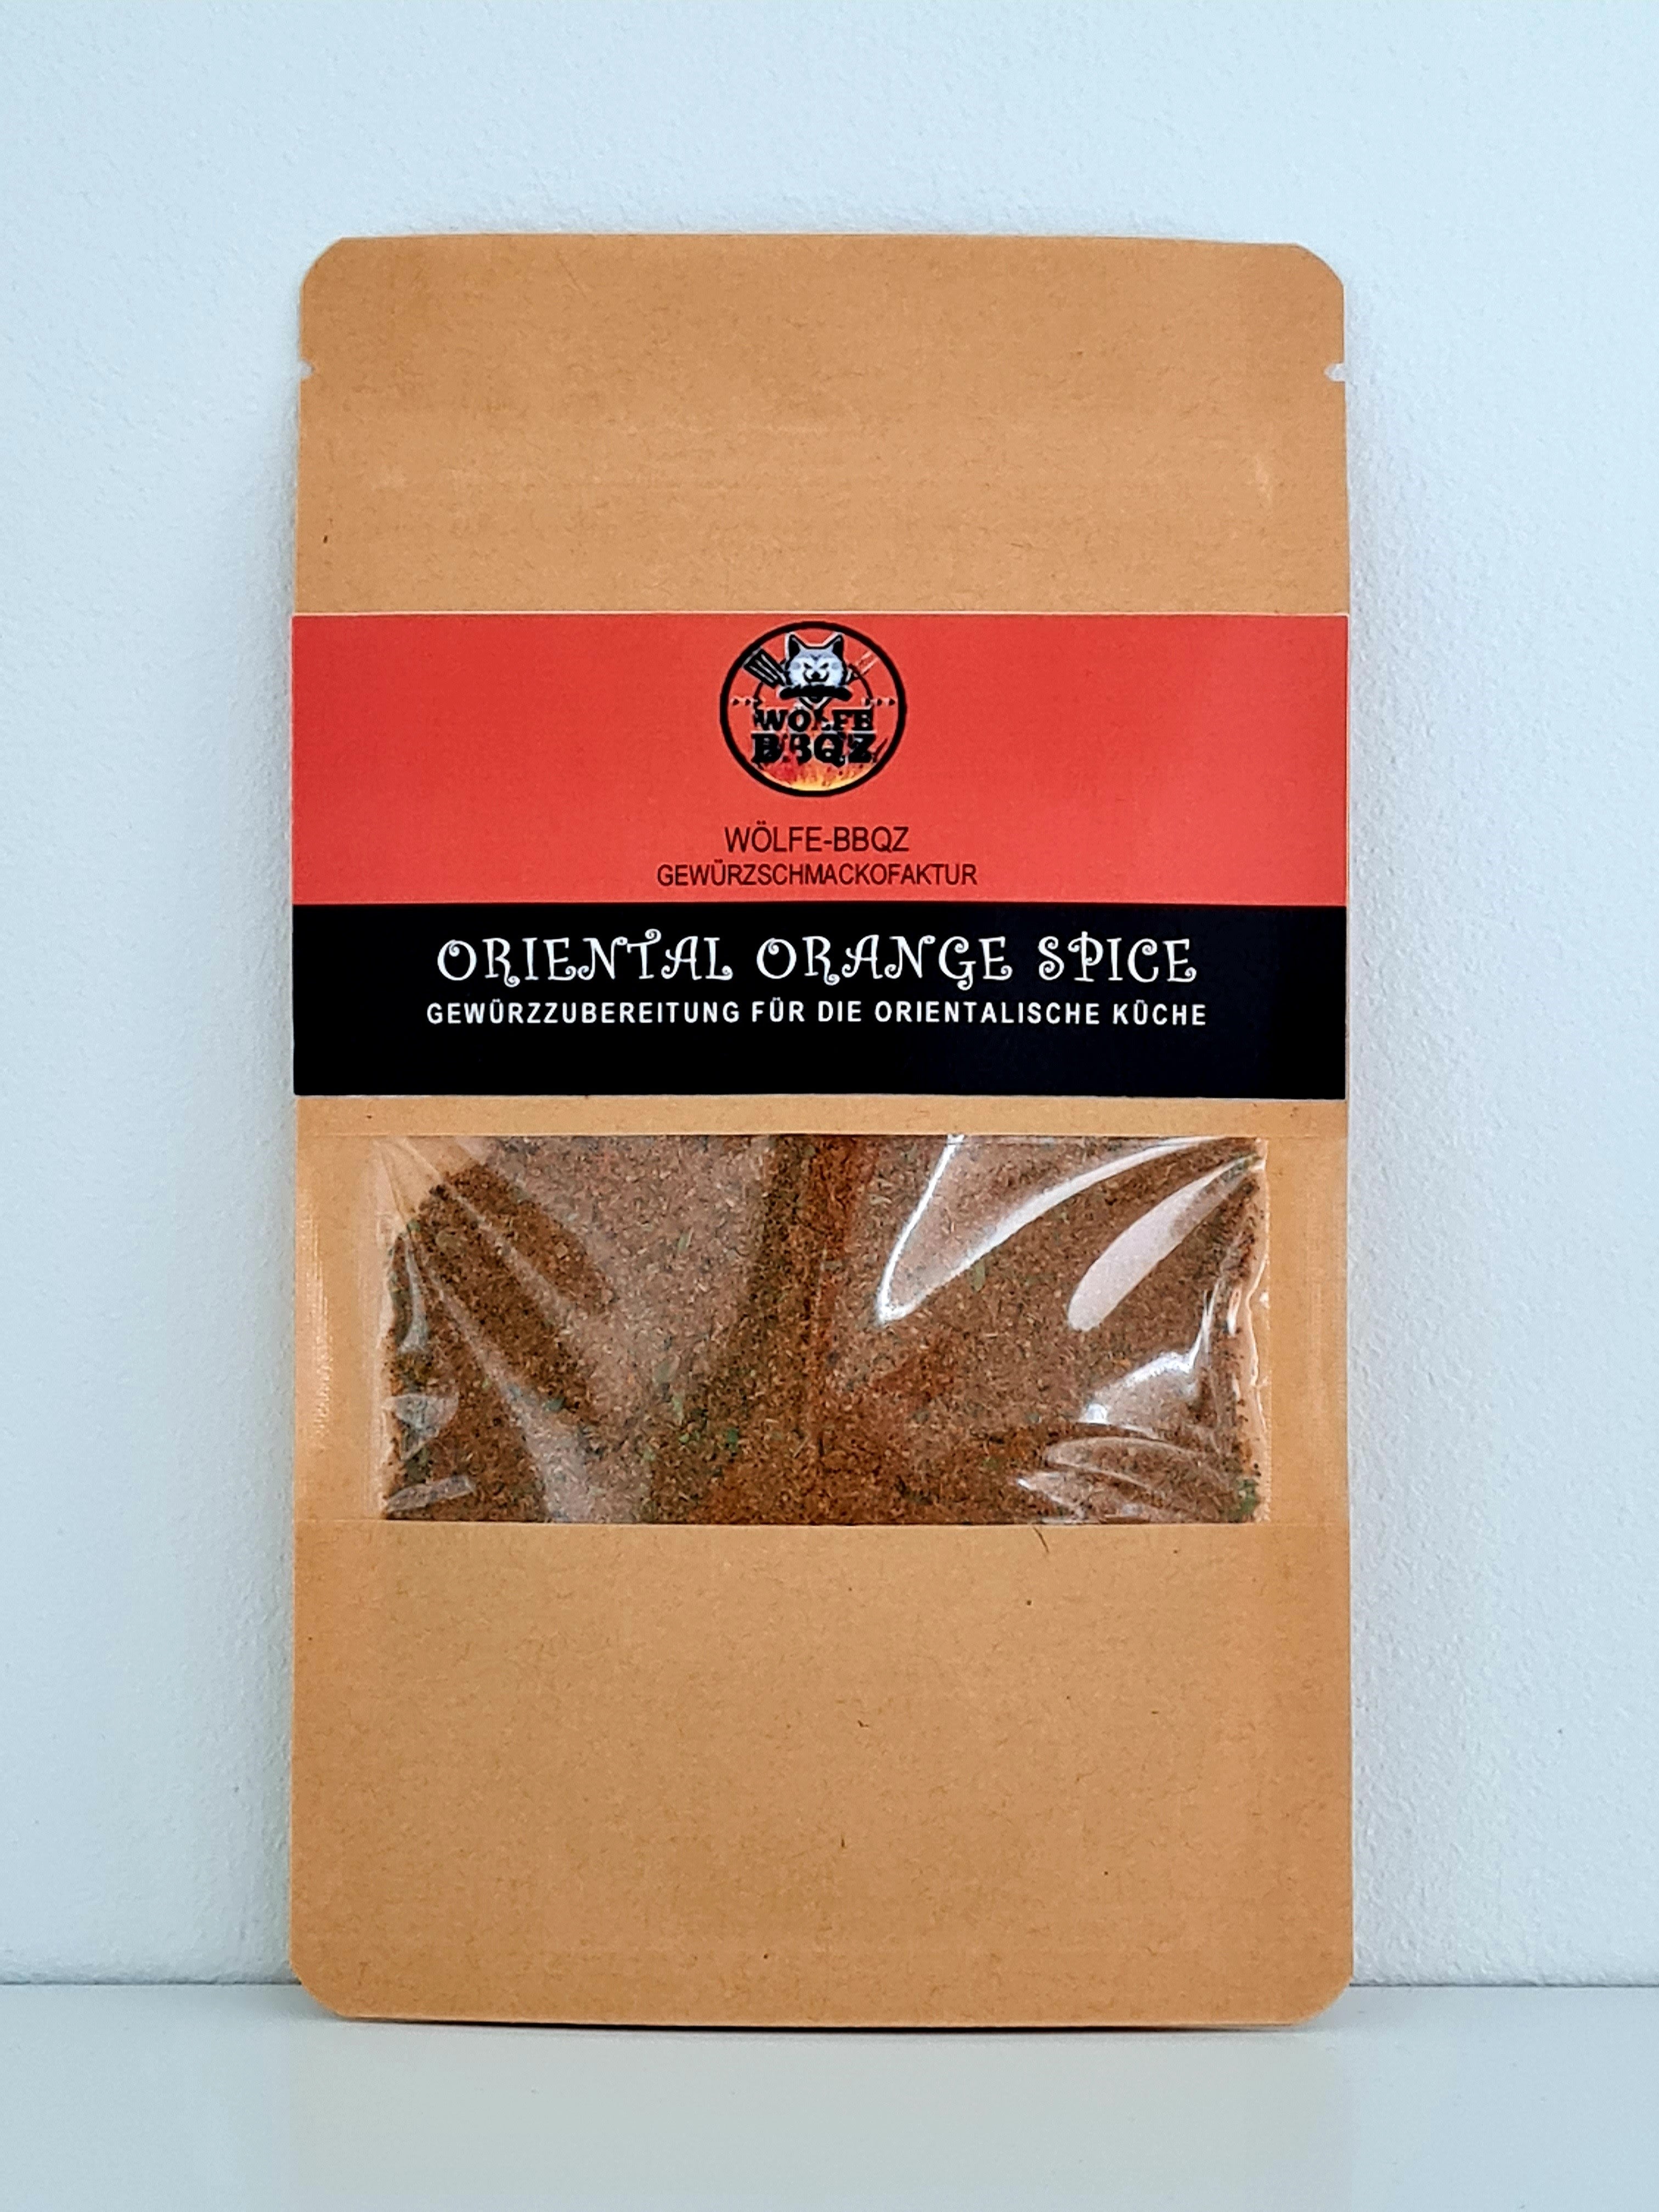 WÖLFE
BBQZ
WÖLFE-BBQZ
GEWÜRZSCHMACKOFAKTUR
ORIENTAL ORANGE SPICE
GEWÜRZZUBEREITUNG FÜR DIE ORIENTALISCHE KÜCHE